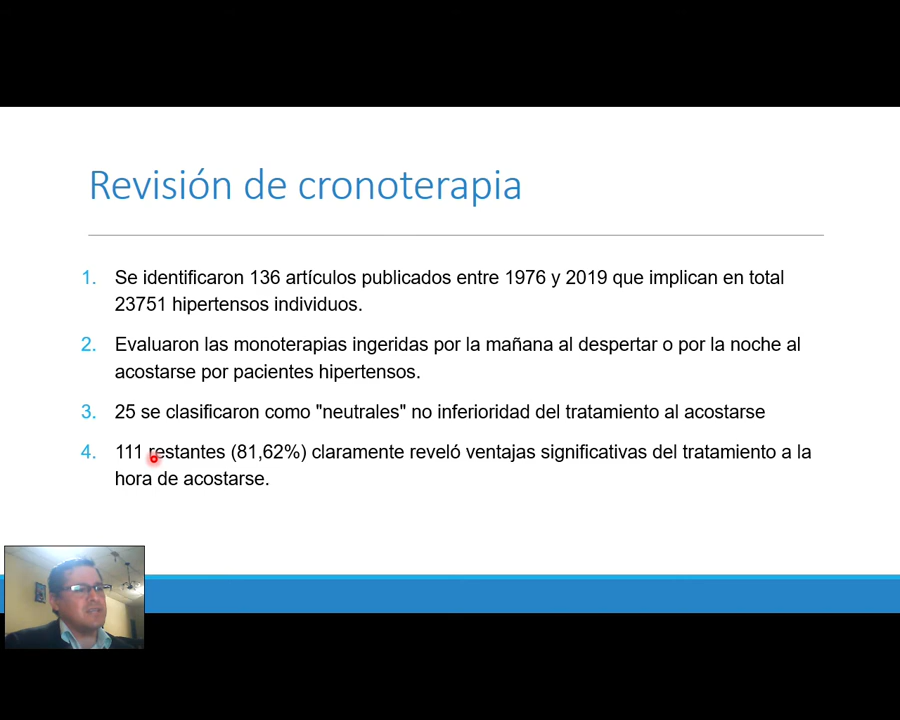 Revisión de cronoterapia
1. Se identificaron 136 artículos publicados entre 1976 y 2019 que implican en total
23751 hipertensos individuos.
2. Evaluaron las monoterapias ingeridas por la mañana al despertar o por la noche al
acostarse por pacientes hipertensos.
3. 25 se clasificaron como "neutrales" no inferioridad del tratamiento al acostarse
4. 111 restantes (81,62%) claramente reveló ventajas significativas del tratamiento a la
hora de acostarse.